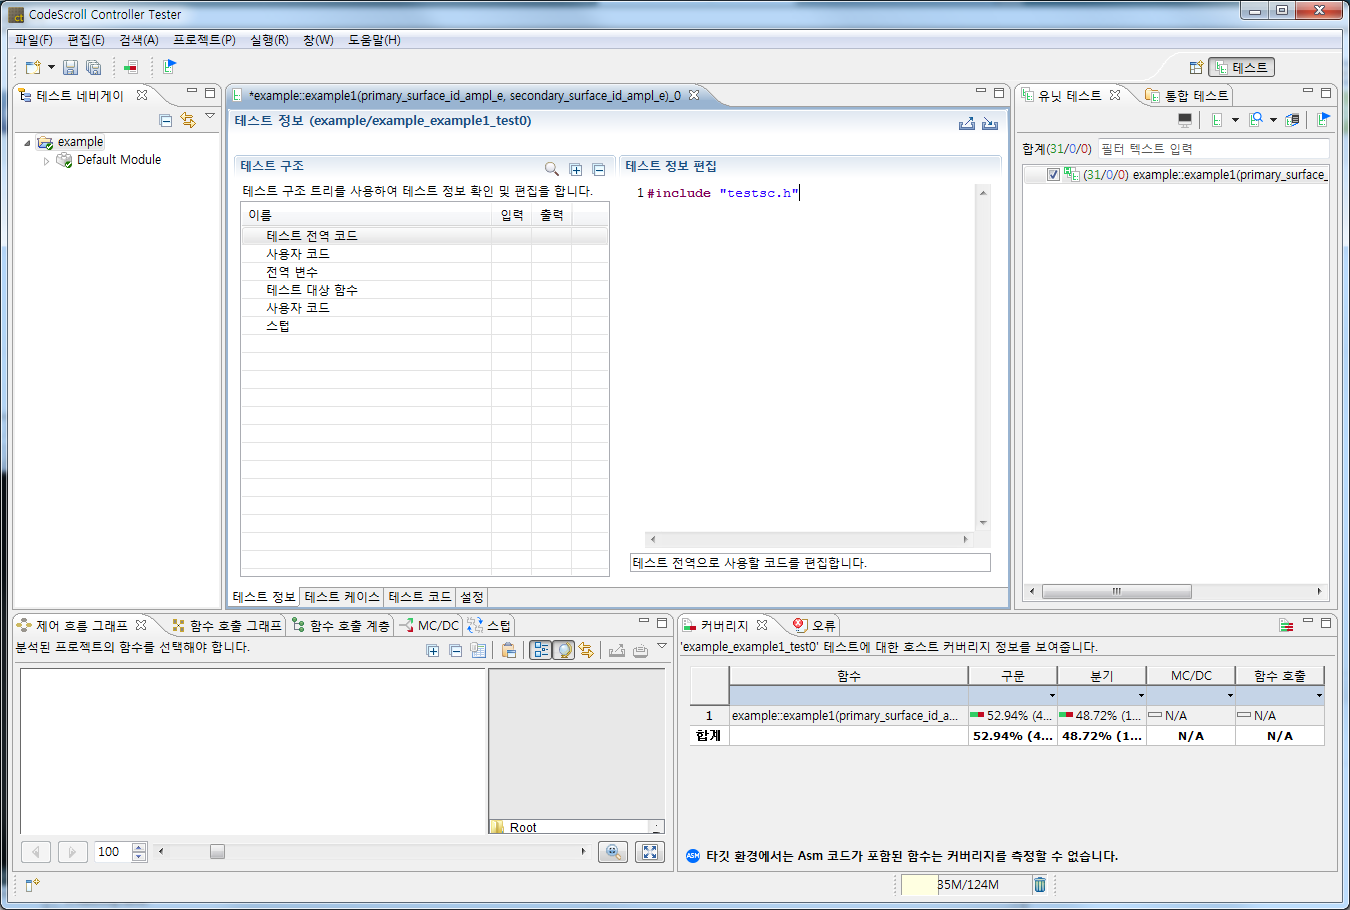 CodeScroll Controller Tester
파일(F) 편집(E) 검색(A) 프로젝트(P) 실행(R) 창(W) 도움말(H)
테스트
테스트 네비게이
example
Default Module
*example::example1(primary_surface_id_ampl_e, secondary_surface_id_ampl_e)_0
테스트 정보 (example/example_example1_test0)
테스트 구조
테스트 구조 트리를 사용하여 테스트 정보 확인 및 편집을 합니다.
이름 입력 출력
테스트 전역 코드
사용자 코드
전역 변수
테스트 대상 함수
사용자 코드
스텁
테스트 정보 편집
1 #include "testsc.h"
테스트 전역으로 사용할 코드를 편집합니다.
테스트 정보 테스트 케이스 테스트 코드 설정
유닛 테스트 통합 테스트
합계(31/0/0) 필터 텍스트 입력
(31/0/0) example::example1(primary_surface_
제어 흐름 그래프 함수 호출 그래프 함수 호출 계층 MC/DC 스텁
분석된 프로젝트의 함수를 선택해야 합니다.
Root
100
커버리지 오류
'example_example1_test0' 테스트에 대한 호스트 커버리지 정보를 보여줍니다.
함수 구문 분기 MC/DC 함수 호출
1 example::example1(primary_surface_id_a... 52.94% (4... 48.72% (1... N/A N/A
합계 52.94% (4... 48.72% (1... N/A N/A
ASM 타깃 환경에서는 Asm 코드가 포함된 함수는 커버리지를 측정할 수 없습니다.
35M/124M